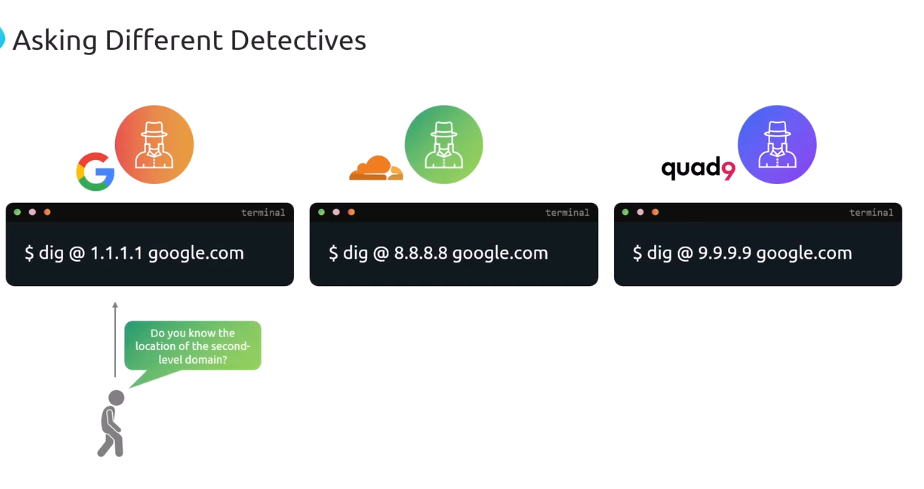 Asking Different Detectives
G
quad9
terminal
$ dig @ 1.1.1.1 google.com
terminal
$ dig @ 8.8.8.8 google.com
terminal
$ dig @ 9.9.9.9 google.com
Do you know the
location of the second-
level domain?